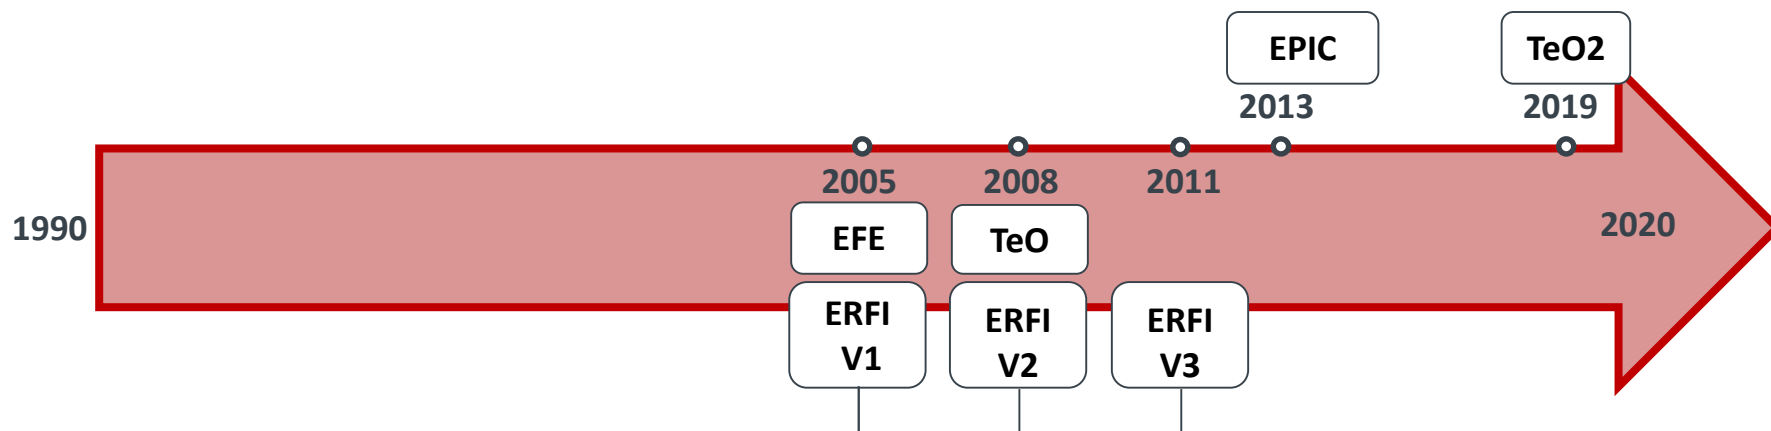 EPIC
TeO2
2013
2019
2005
2008
2011
1990
2020
EFE
TeO
ERFI
V1
ERFI
V2
ERFI
V3